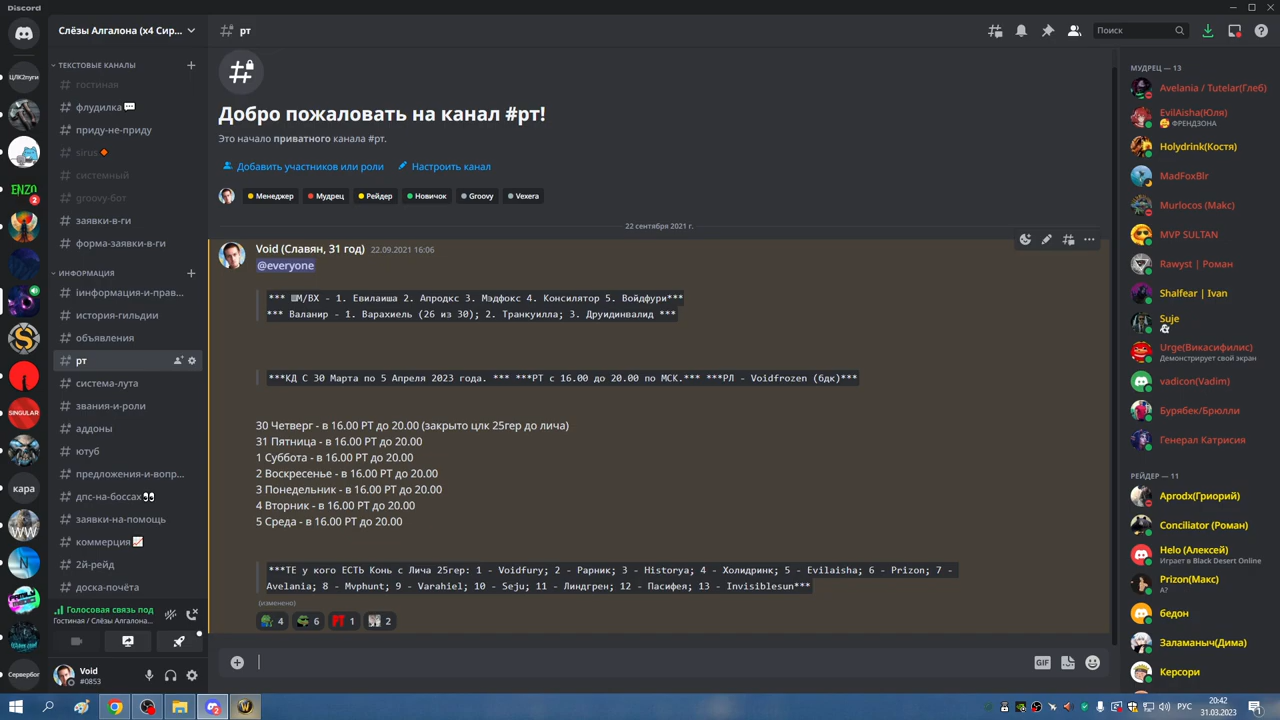 Discord
Слёзы Алгалона (x4 Сир...
рт
Поиск
ТЕКСТОВЫЕ КАНАЛЫ
гостиная
флудилка
приду-не-приду
sirus
системный
groovy-бот
заявки-в-ги
форма-заявки-в-ги
ИНФОРМАЦИЯ
информация-и-прав...
история-гильдии
объявления
рт
система-лута
звания-и-роли
аддоны
ютуб
предложения-и-вопр...
дпс-на-боссах
заявки-на-помощь
коммерция
2й-рейд
доска-почёта
Голосовая связь под
Гостиная / Слёзы Алгалона...
Void
#0853
ЦЛК2пуги
ENZO
2
SINGULAR
кара
WW
Сервербог
Добро пожаловать на канал #рт!
Это начало приватного канала #рт.
Добавить участников или роли
Настроить канал
Менеджер
Мудрец
Рейдер
Новичок
Groovy
Vexera
22 сентября 2021 г.
Void (Славян, 31 год) 22.09.2021 16:06
@everyone
*** ШМ/ВХ - 1. Евилаиша 2. Апродкс 3. Мэдфокс 4. Консилятор 5. Войдфури***
*** Валанир - 1. Варахиель (26 из 30); 2. Транкуилла; 3. Друидинвалид ***
***КД С 30 Марта по 5 Апреля 2023 года. *** ***РТ с 16.00 до 20.00 по МСК.*** ***РЛ - Voidfrozen (бдк)***
30 Четверг - в 16.00 РТ до 20.00 (закрыто цлк 25гер до лича)
31 Пятница - в 16.00 РТ до 20.00
1 Суббота - в 16.00 РТ до 20.00
2 Воскресенье - в 16.00 РТ до 20.00
3 Понедельник - в 16.00 РТ до 20.00
4 Вторник - в 16.00 РТ до 20.00
5 Среда - в 16.00 РТ до 20.00
***ТЕ у кого ЕСТЬ Конь с Лича 25гер: 1 - Voidfury; 2 - Рарник; 3 - Historya; 4 - Холидринк; 5 - Evilaisha; 6 - Prizon; 7 -
Avelania; 8 - Mvphunt; 9 - Varahiel; 10 - Seju; 11 - Линдгрен; 12 - Пасифея; 13 - Invisiblesun***
(изменено)
4
6
1
2
GIF
МУДРЕЦ — 13
Avelania / Tutelar(Глеб)
EvilAisha(Юля)
ФРЕНДЗОНА
Holydrink(Костя)
MadFoxBlr
Murlocos (Макс)
MVP SULTAN
Rawyst | Роман
Shalfear | Ivan
Suje
Urge(Викасифилис)
Демонстрирует свой экран
vadicon(Vadim)
Бурябек/Брюлли
Генерал Катрисия
РЕЙДЕР — 11
Aprodx(Гриорий)
Conciliator (Роман)
Helo (Алексей)
Играет в Black Desert Online
Prizon(Макс)
A?
бедон
Заламаныч(Дима)
Керсори
РУС
20:42
31.03.2023
1